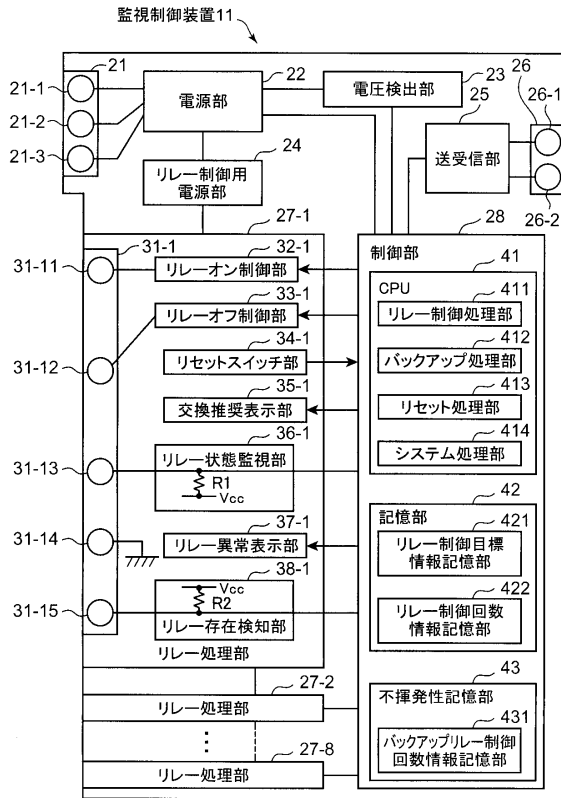 監視制御装置11
21
22
23
26
21-1
電源部
電圧検出部
25
26-1
21-2
24
送受信部
21-3
リレー制御用
電源部
26-2
27-1
28
31-1
32-1
制御部
41
31-11
リレーオン制御部
CPU
33-1
411
リレーオフ制御部
リレー制御処理部
34-1
412
31-12
リセットスイッチ部
バックアップ処理部
35-1
413
交換推奨表示部
リセット処理部
36-1
414
31-13
リレー状態監視部
システム処理部
R1
Vcc
42
37-1
記憶部
421
31-14
リレー異常表示部
リレー制御目標
情報記憶部
38-1
Vcc
422
R2
31-15
リレー存在検知部
リレー制御回数
情報記憶部
リレー処理部
43
27-2
不揮発性記憶部
リレー処理部
431
27-8
バックアップリレー制御
回数情報記憶部
リレー処理部